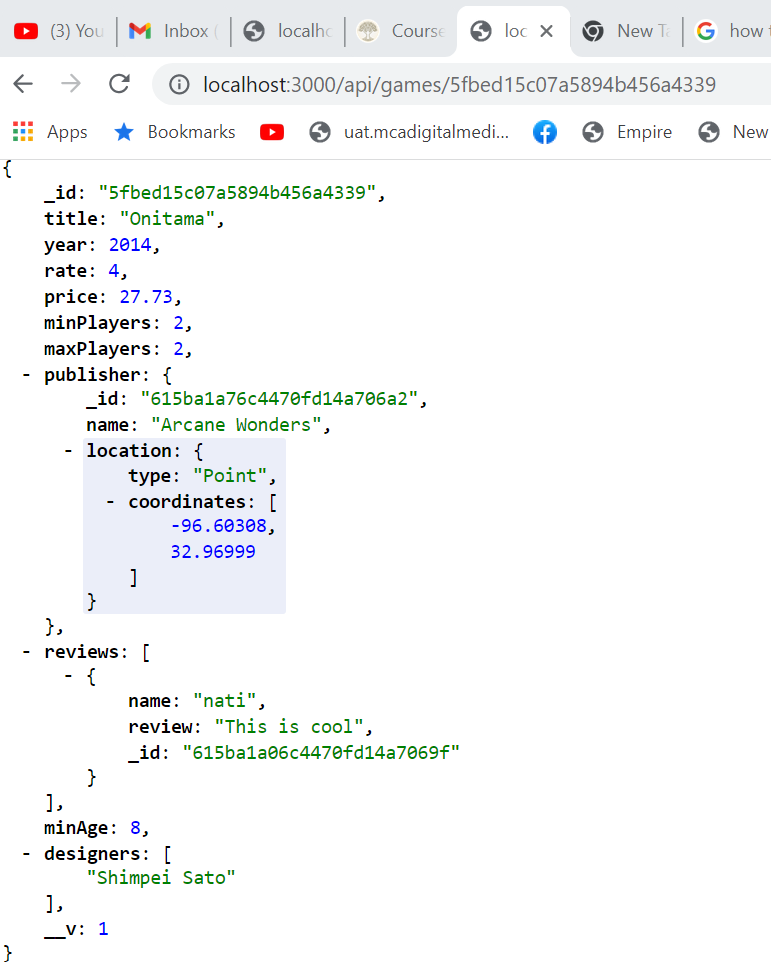 (3) You
Inbox (
localho
Course
loc
New Ta
how t
localhost:3000/api/games/5fbed15c07a5894b456a4339
Apps Bookmarks uat.mcadigitalmedi... Empire New
{
_id: "5fbed15c07a5894b456a4339",
title: "Onitama",
year: 2014,
rate: 4,
price: 27.73,
minPlayers: 2,
maxPlayers: 2,
- publisher: {
_id: "615ba1a76c4470fd14a706a2",
name: "Arcane Wonders",
- location: {
type: "Point",
- coordinates: [
-96.60308,
32.96999
]
}
},
- reviews: [
- {
name: "nati",
review: "This is cool",
_id: "615ba1a06c4470fd14a7069f"
}
],
minAge: 8,
- designers: [
"Shimpei Sato"
],
__v: 1
}